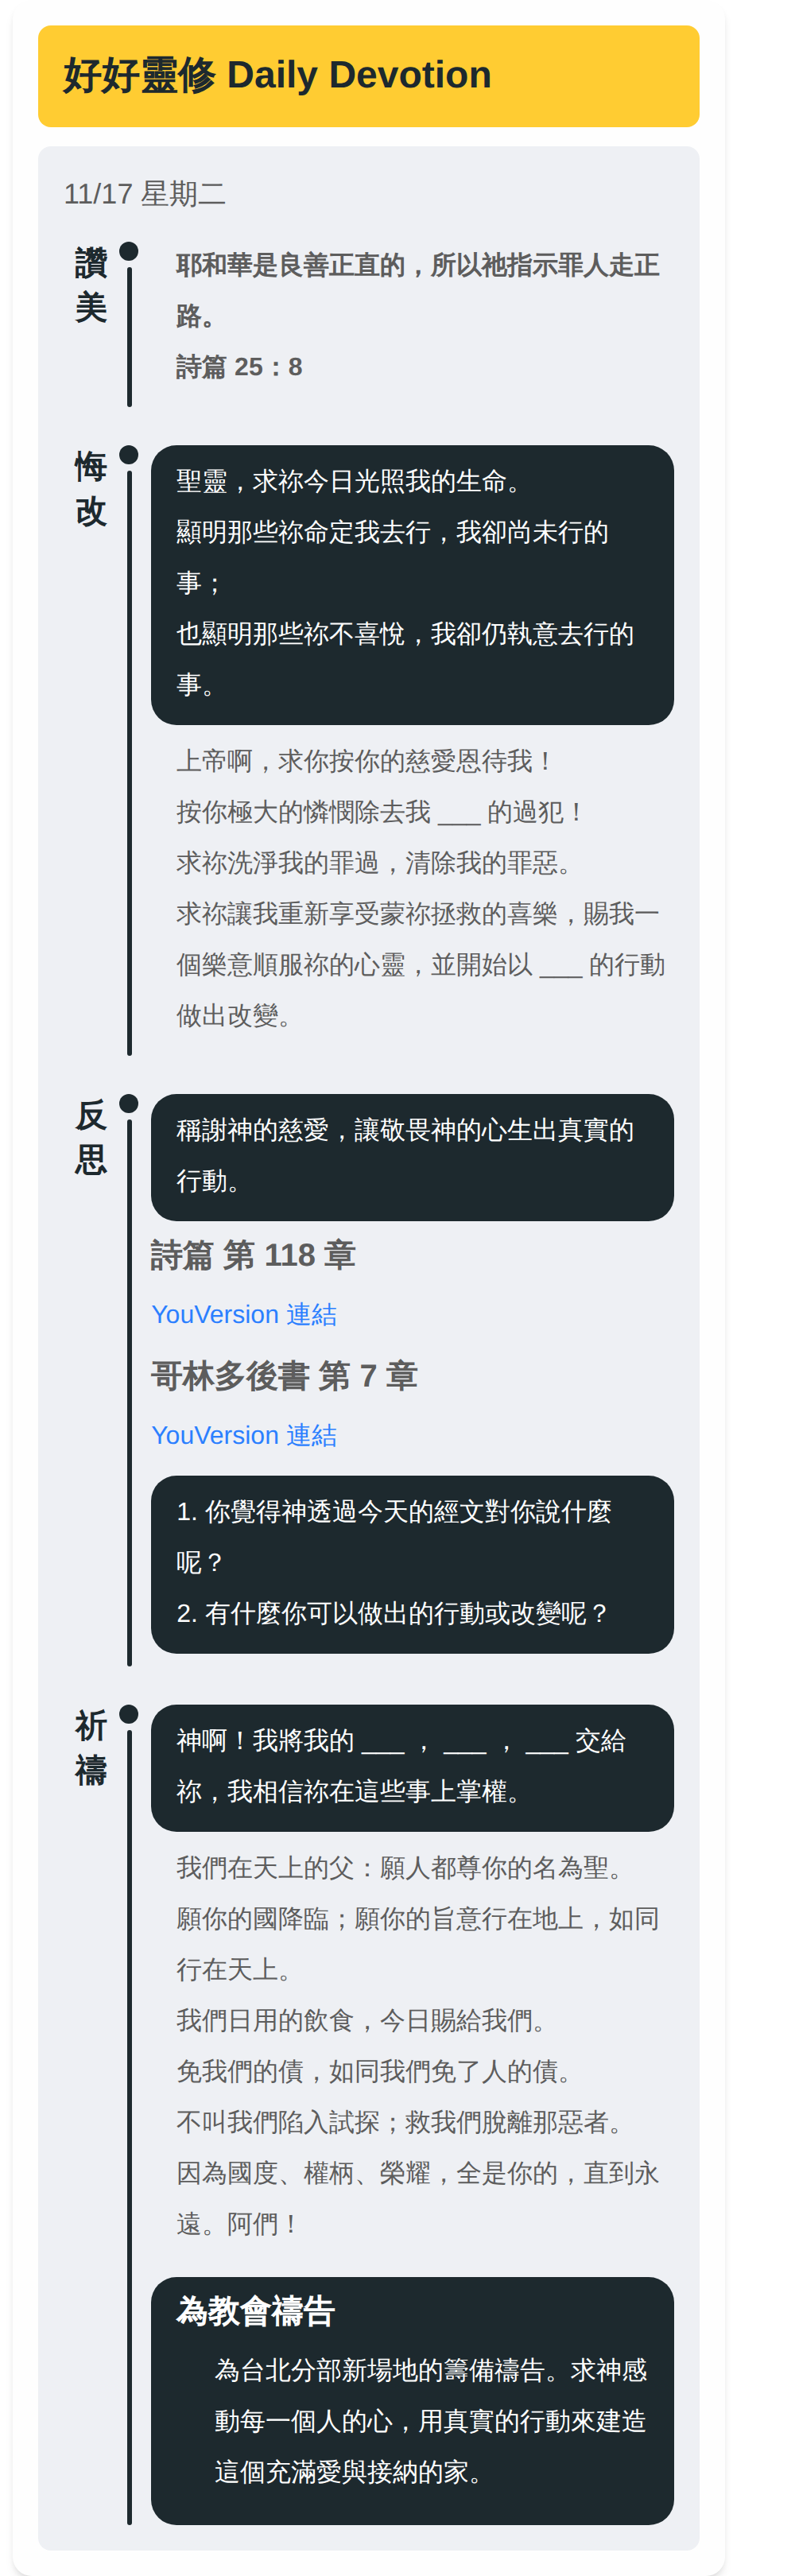 好好靈修 Daily Devotion
11/17 星期二
讚美
耶和華是良善正直的，所以祂指示罪人走正
路。
詩篇 25：8
悔改
聖靈，求祢今日光照我的生命。
顯明那些祢命定我去行，我卻尚未行的
事；
也顯明那些祢不喜悅，我卻仍執意去行的
事。
上帝啊，求你按你的慈愛恩待我！
按你極大的憐憫除去我 ___ 的過犯！
求祢洗淨我的罪過，清除我的罪惡。
求祢讓我重新享受蒙祢拯救的喜樂，賜我一
個樂意順服祢的心靈，並開始以 ___ 的行動
做出改變。
反思
稱謝神的慈愛，讓敬畏神的心生出真實的
行動。
詩篇 第 118 章
YouVersion 連結
哥林多後書 第 7 章
YouVersion 連結
1. 你覺得神透過今天的經文對你說什麼
呢？
2. 有什麼你可以做出的行動或改變呢？
祈禱
神啊！我將我的 ___ ， ___ ， ___ 交給
祢，我相信祢在這些事上掌權。
我們在天上的父：願人都尊你的名為聖。
願你的國降臨；願你的旨意行在地上，如同
行在天上。
我們日用的飲食，今日賜給我們。
免我們的債，如同我們免了人的債。
不叫我們陷入試探；救我們脫離那惡者。
因為國度、權柄、榮耀，全是你的，直到永
遠。阿們！
為教會禱告
為台北分部新場地的籌備禱告。求神感
動每一個人的心，用真實的行動來建造
這個充滿愛與接納的家。